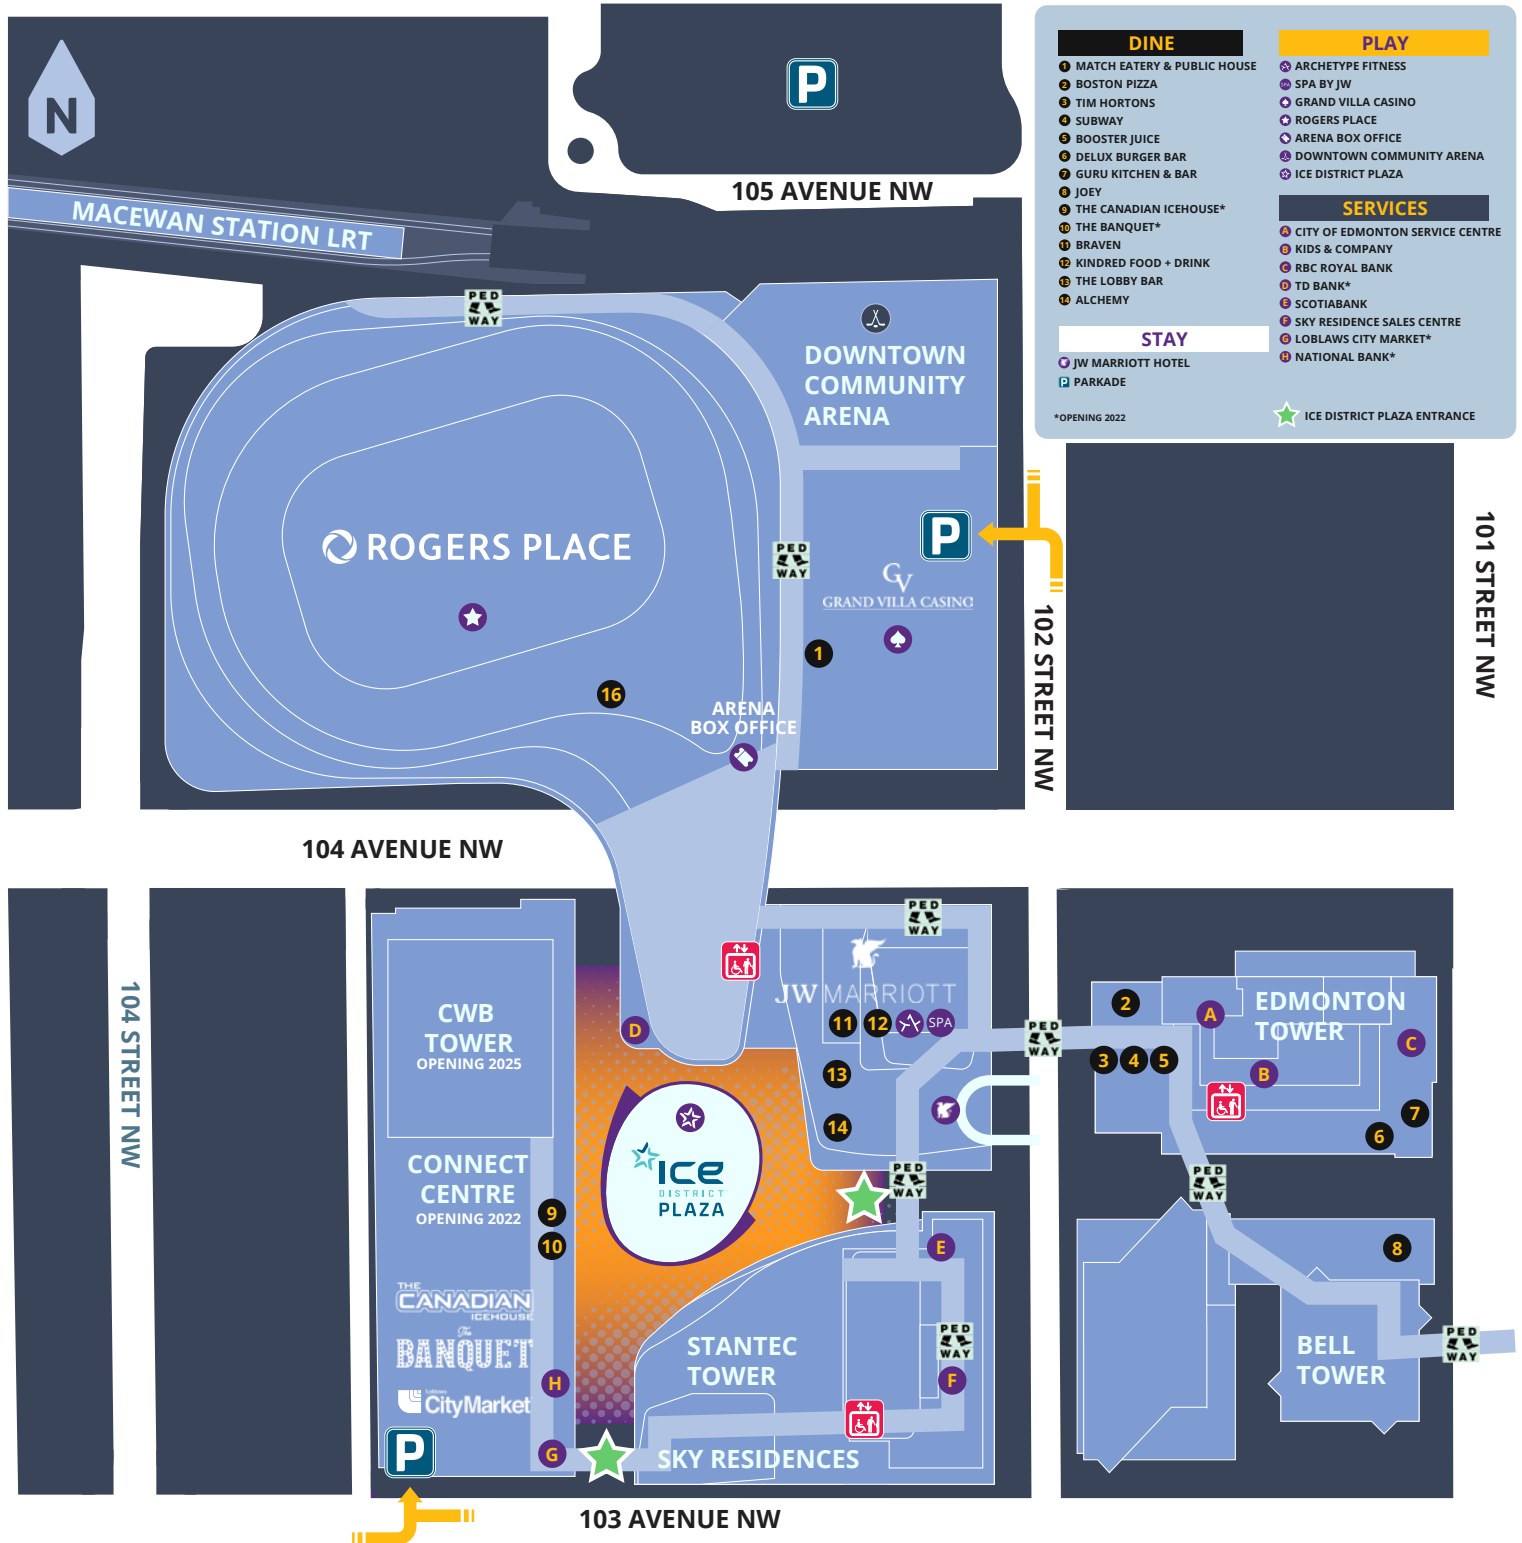 N
MACEWAN STATION LRT
P
105 AVENUE NW
DINE
1 MATCH EATERY & PUBLIC HOUSE
2 BOSTON PIZZA
3 TIM HORTONS
4 SUBWAY
5 BOOSTER JUICE
6 DELUX BURGER BAR
7 GURU KITCHEN & BAR
8 JOEY
9 THE CANADIAN ICEHOUSE*
10 THE BANQUET*
11 BRAVEN
12 KINDRED FOOD + DRINK
13 THE LOBBY BAR
14 ALCHEMY
STAY
JW MARRIOTT HOTEL
P PARKADE
*OPENING 2022
PLAY
ARCHETYPE FITNESS
SPA SPA BY JW
GRAND VILLA CASINO
ROGERS PLACE
ARENA BOX OFFICE
DOWNTOWN COMMUNITY ARENA
ICE DISTRICT PLAZA
SERVICES
A CITY OF EDMONTON SERVICE CENTRE
B KIDS & COMPANY
C RBC ROYAL BANK
D TD BANK*
E SCOTIABANK
F SKY RESIDENCE SALES CENTRE
G LOBLAWS CITY MARKET*
H NATIONAL BANK*
ICE DISTRICT PLAZA ENTRANCE
PED
WAY
DOWNTOWN
COMMUNITY
ARENA
ROGERS PLACE
PED
WAY
P
GV
GRAND VILLA CASINO
1
16
ARENA
BOX OFFICE
102 STREET NW
101 STREET NW
104 AVENUE NW
104 STREET NW
CWB
TOWER
OPENING 2025
CONNECT
CENTRE
OPENING 2022
9
10
THE
CANADIAN
ICEHOUSE
The
BANQUET
H
Loblaws
CityMarket
P
G
D
ICE
DISTRICT
PLAZA
PED
WAY
JW MARRIOTT
11
12
SPA
13
14
PED
WAY
PED
WAY
E
STANTEC
TOWER
PED
WAY
F
SKY RESIDENCES
2
3
4
5
A
EDMONTON
TOWER
C
B
7
6
PED
WAY
8
BELL
TOWER
PED
WAY
103 AVENUE NW